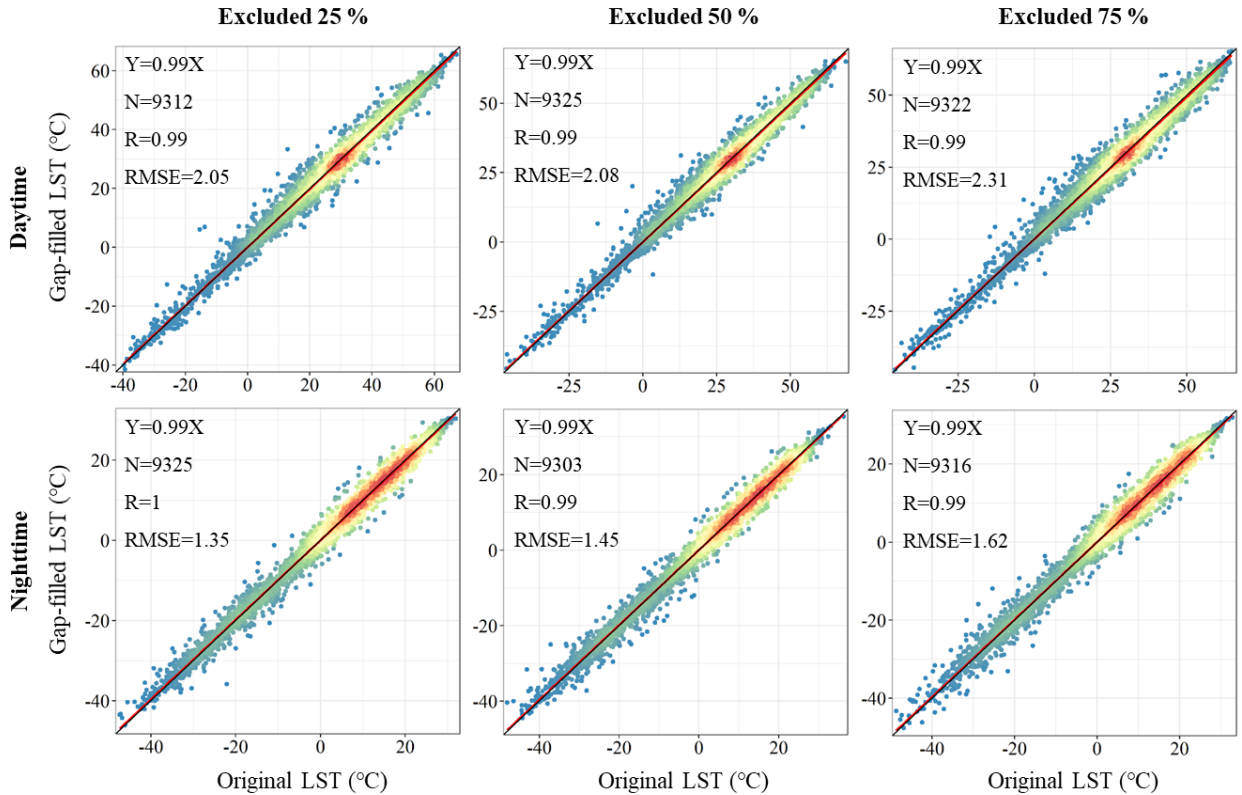 Excluded 25 %
Excluded 50 %
Excluded 75 %
Daytime
Gap-filled LST (°C)
Y=0.99X
N=9312
R=0.99
RMSE=2.05
60
40
20
0
-20
-40
-40
-20
0
20
40
60
Y=0.99X
N=9325
R=0.99
RMSE=2.08
50
25
0
-25
-25
0
25
50
Y=0.99X
N=9322
R=0.99
RMSE=2.31
50
25
0
-25
-25
0
25
50
Nighttime
Gap-filled LST (°C)
Y=0.99X
N=9325
R=1
RMSE=1.35
20
0
-20
-40
-40
-20
0
20
Y=0.99X
N=9303
R=0.99
RMSE=1.45
20
0
-20
-40
-40
-20
0
20
Y=0.99X
N=9316
R=0.99
RMSE=1.62
20
0
-20
-40
-40
-20
0
20
Original LST (°C)
Original LST (°C)
Original LST (°C)